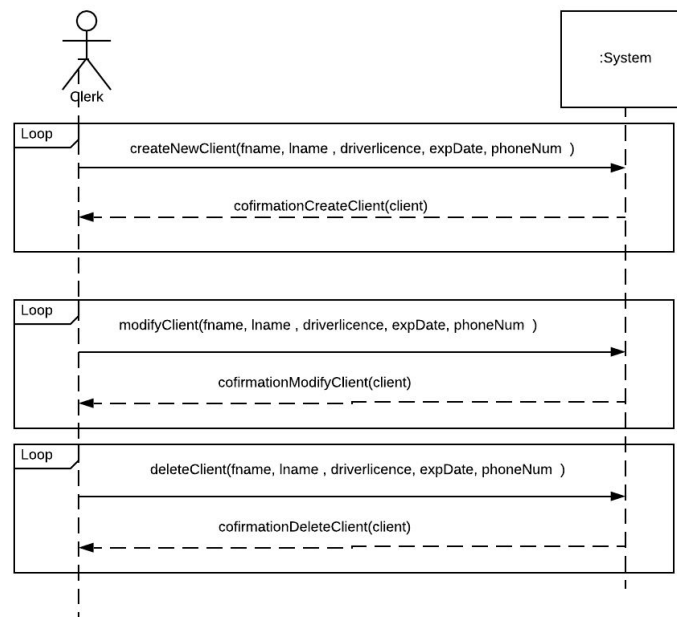 :System
Clerk
Loop
createNewClient(fname, lname , driverlicence, expDate, phoneNum )
cofirmationCreateClient(client)
Loop
modifyClient(fname, lname , driverlicence, expDate, phoneNum )
cofirmationModifyClient(client)
Loop
deleteClient(fname, lname , driverlicence, expDate, phoneNum )
cofirmationDeleteClient(client)